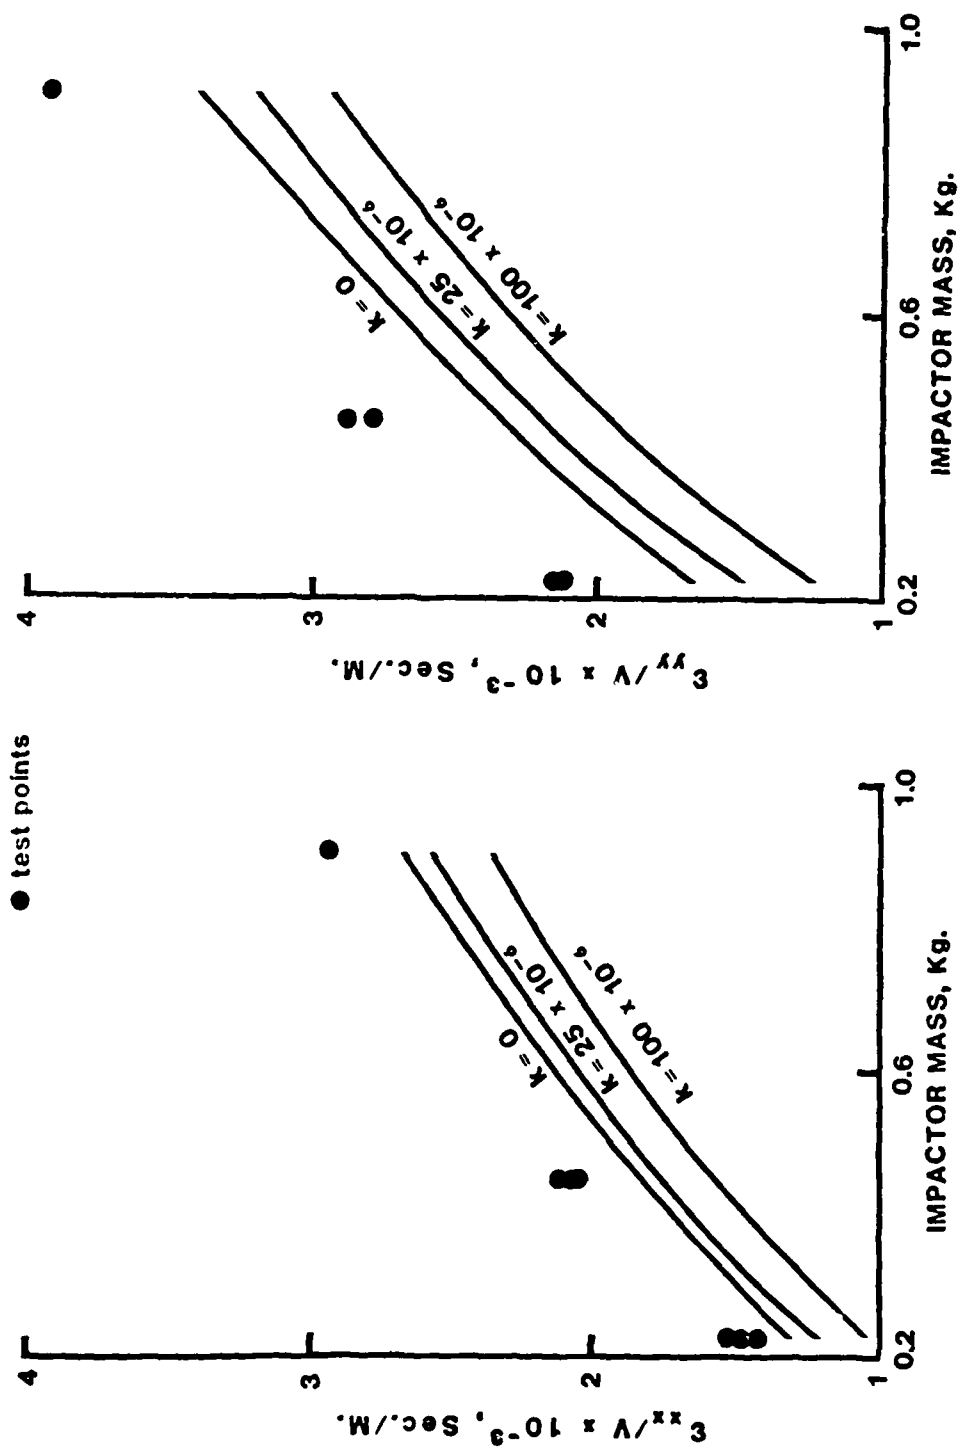 ● test points
4
3
2
1
0.2
0.6
1.0
εxx/V x 10⁻³, Sec./M.
IMPACTOR MASS, Kg.
k = 0
k = 25 x 10⁻⁶
k = 100 x 10⁻⁶
4
3
2
1
0.2
0.6
1.0
εyy/V x 10⁻³, Sec./M.
IMPACTOR MASS, Kg.
k = 0
k = 25 x 10⁻⁶
k = 100 x 10⁻⁶